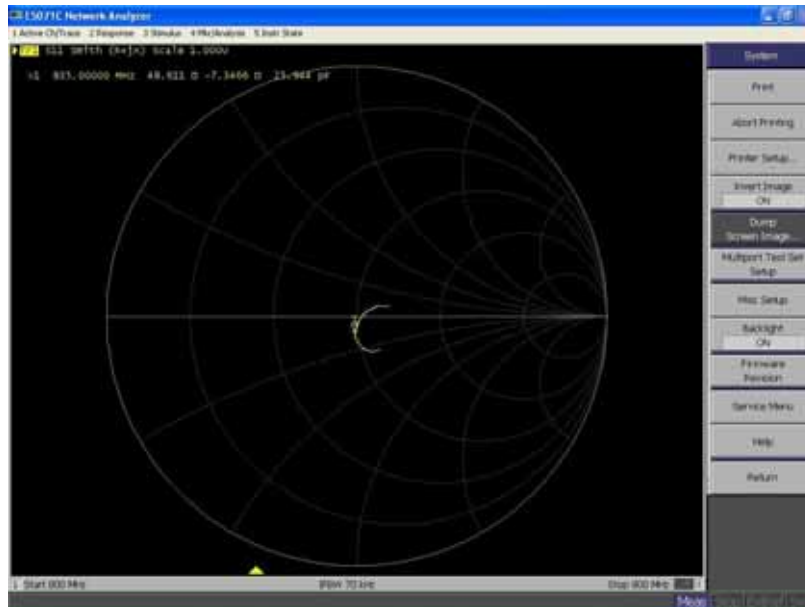 E5071C Network Analyzer
1 Active Ch/Trace 2 Response 3 Stimulus 4 Mkr/Analysis 5 Instr State
Tr1 S11 Smith (R+jX) Scale 1.000U
>1 835.00000 MHz Ω -7.3466 Ω 25.944 pF
System
Print
Abort Printing
Printer Setup...
Invert Image
ON
Dump
Screen Image...
Multiport Test Set
Setup
Misc Setup
Backlight
ON
Firmware
Revision
Service Menu
Help
Return
1 Start 800 MHz IFBW 70 kHz Stop 900 MHz
Meas